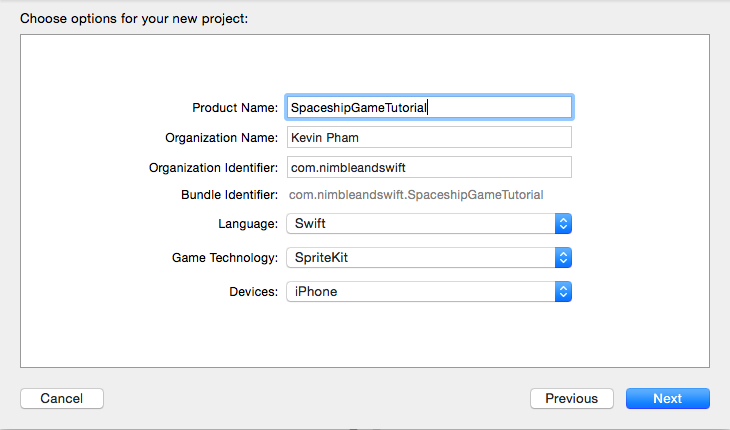 Choose options for your new project:
Product Name: SpaceshipGameTutorial
Organization Name: Kevin Pham
Organization Identifier: com.nimbleandswift
Bundle Identifier: com.nimbleandswift.SpaceshipGameTutorial
Language: Swift
Game Technology: SpriteKit
Devices: iPhone
Cancel Previous Next